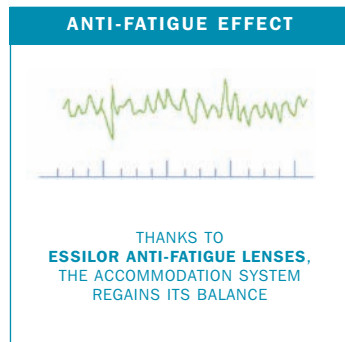 ANTI-FATIGUE EFFECT
THANKS TO
ESSILOR ANTI-FATIGUE LENSES,
THE ACCOMMODATION SYSTEM
REGAINS ITS BALANCE